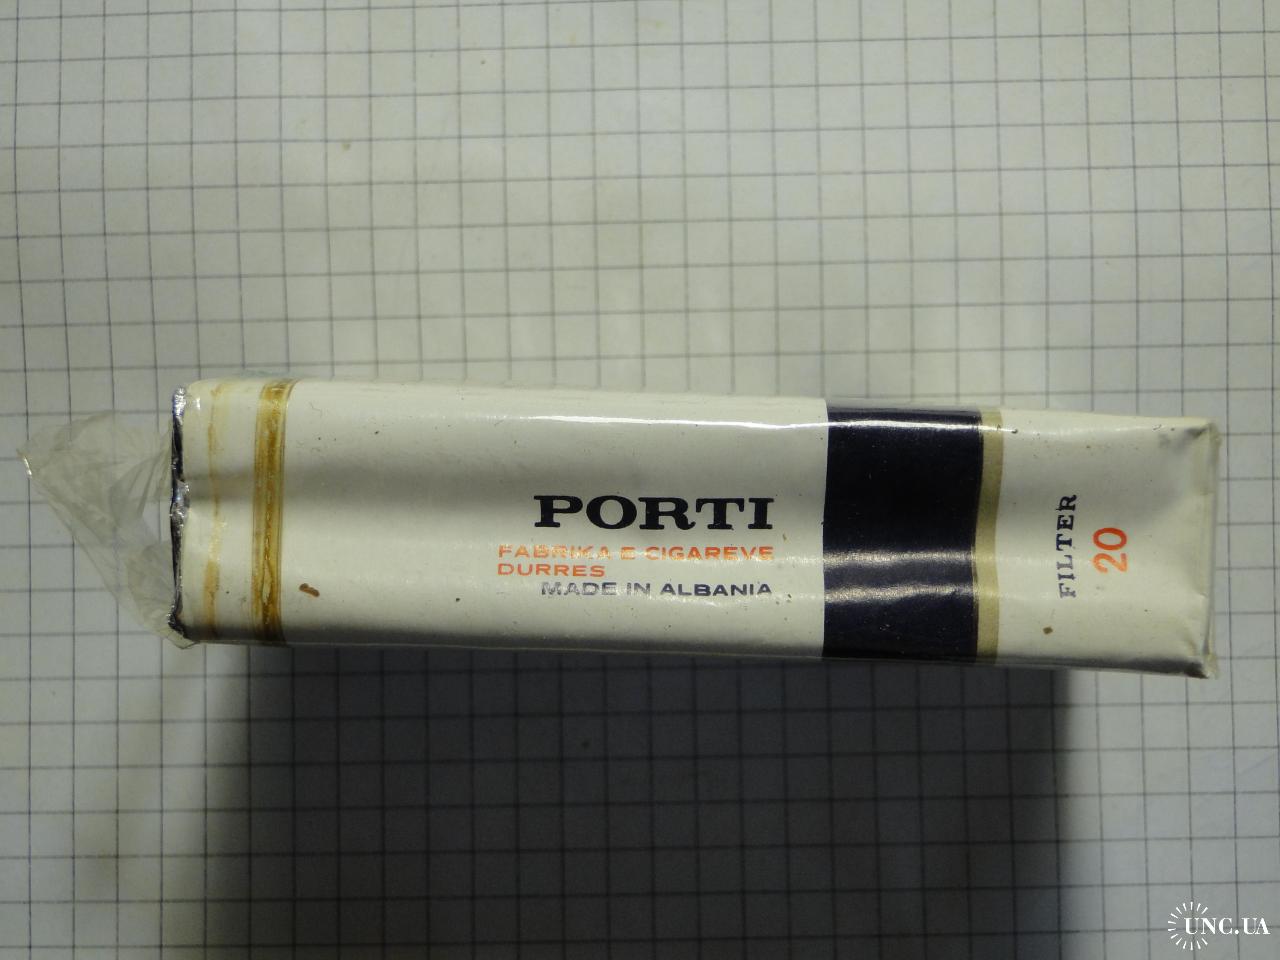 PORTI
FABRIKA E CIGAREVE
DURRES
MADE IN ALBANIA
FILTER
20
UNC.UA